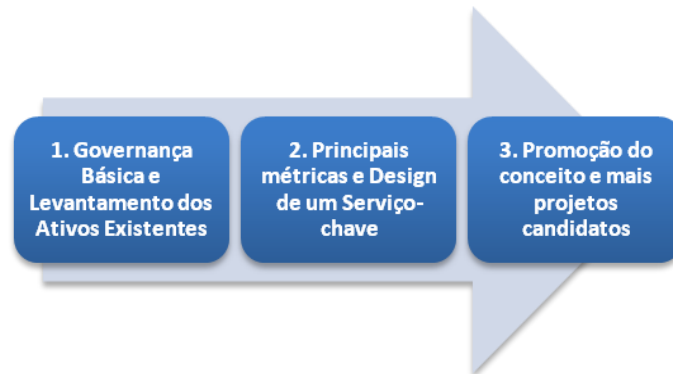 1. Governança
Básica e
Levantamento dos
Ativos Existentes
2. Principais
métricas e Design
de um Serviço-
chave
3. Promoção do
conceito e mais
projetos
candidatos